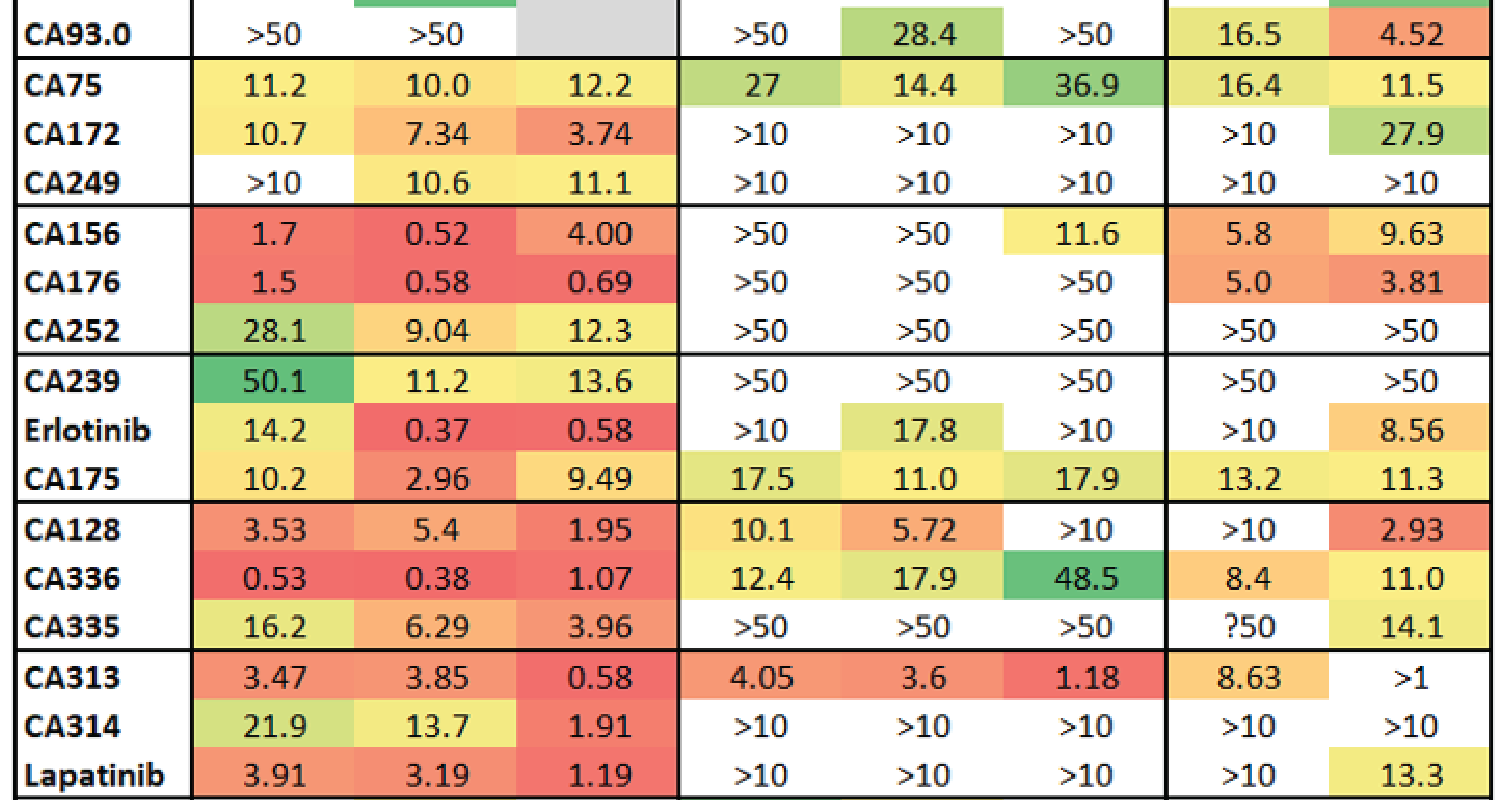 CA93.0 >50 >50 >50 28.4 >50 16.5 4.52
CA75 11.2 10.0 12.2 27 14.4 36.9 16.4 11.5
CA172 10.7 7.34 3.74 >10 >10 >10 >10 27.9
CA249 >10 10.6 11.1 >10 >10 >10 >10 >10
CA156 1.7 0.52 4.00 >50 >50 11.6 5.8 9.63
CA176 1.5 0.58 0.69 >50 >50 >50 5.0 3.81
CA252 28.1 9.04 12.3 >50 >50 >50 >50 >50
CA239 50.1 11.2 13.6 >50 >50 >50 >50 >50
Erlotinib 14.2 0.37 0.58 >10 17.8 >10 >10 8.56
CA175 10.2 2.96 9.49 17.5 11.0 17.9 13.2 11.3
CA128 3.53 5.4 1.95 10.1 5.72 >10 >10 2.93
CA336 0.53 0.38 1.07 12.4 17.9 48.5 8.4 11.0
CA335 16.2 6.29 3.96 >50 >50 >50 ?50 14.1
CA313 3.47 3.85 0.58 4.05 3.6 1.18 8.63 >1
CA314 21.9 13.7 1.91 >10 >10 >10 >10 >10
Lapatinib 3.91 3.19 1.19 >10 >10 >10 >10 13.3